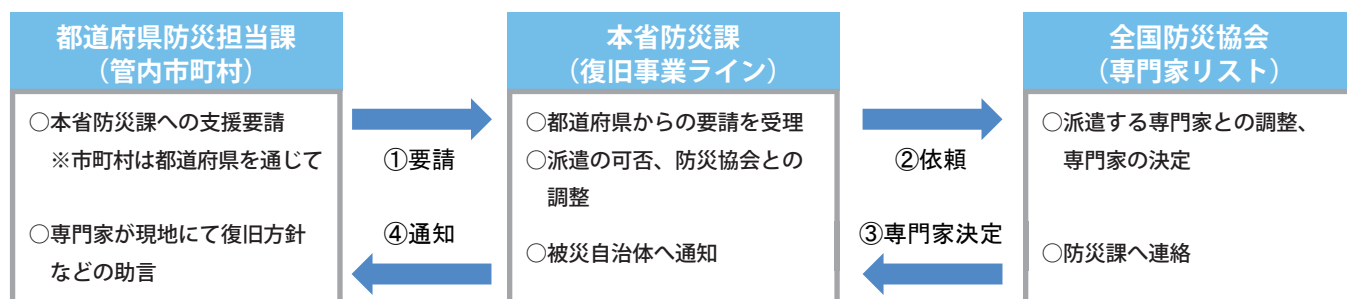 都道府県防災担当課
（管内市町村）
○本省防災課への支援要請
※市町村は都道府県を通じて
○専門家が現地にて復旧方針
などの助言
①要請
④通知
本省防災課
（復旧事業ライン）
○都道府県からの要請を受理
○派遣の可否、防災協会との
調整
○被災自治体へ通知
②依頼
③専門家決定
全国防災協会
（専門家リスト）
○派遣する専門家との調整、
専門家の決定
○防災課へ連絡